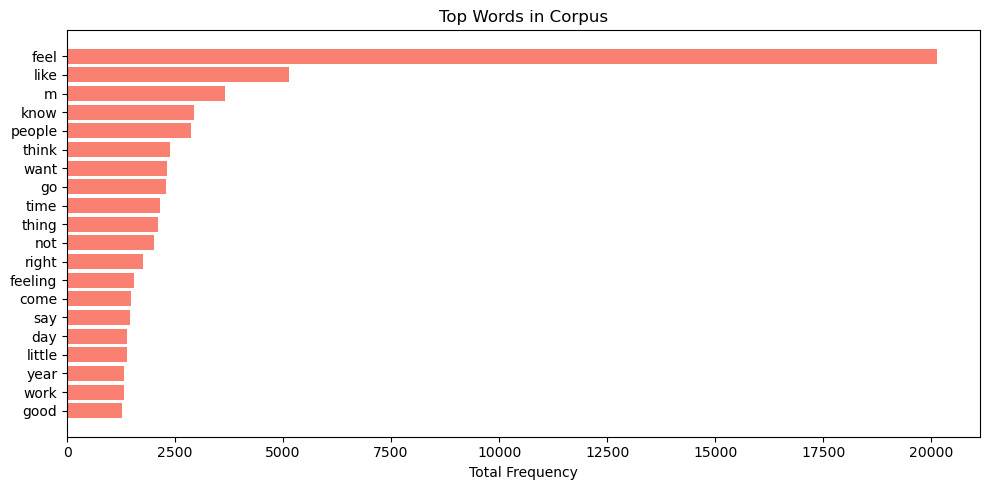 Top Words in Corpus
feel
like
m
know
people
think
want
go
time
thing
not
right
feeling
come
say
day
little
year
work
good
0 2500 5000 7500 10000 12500 15000 17500 20000
Total Frequency